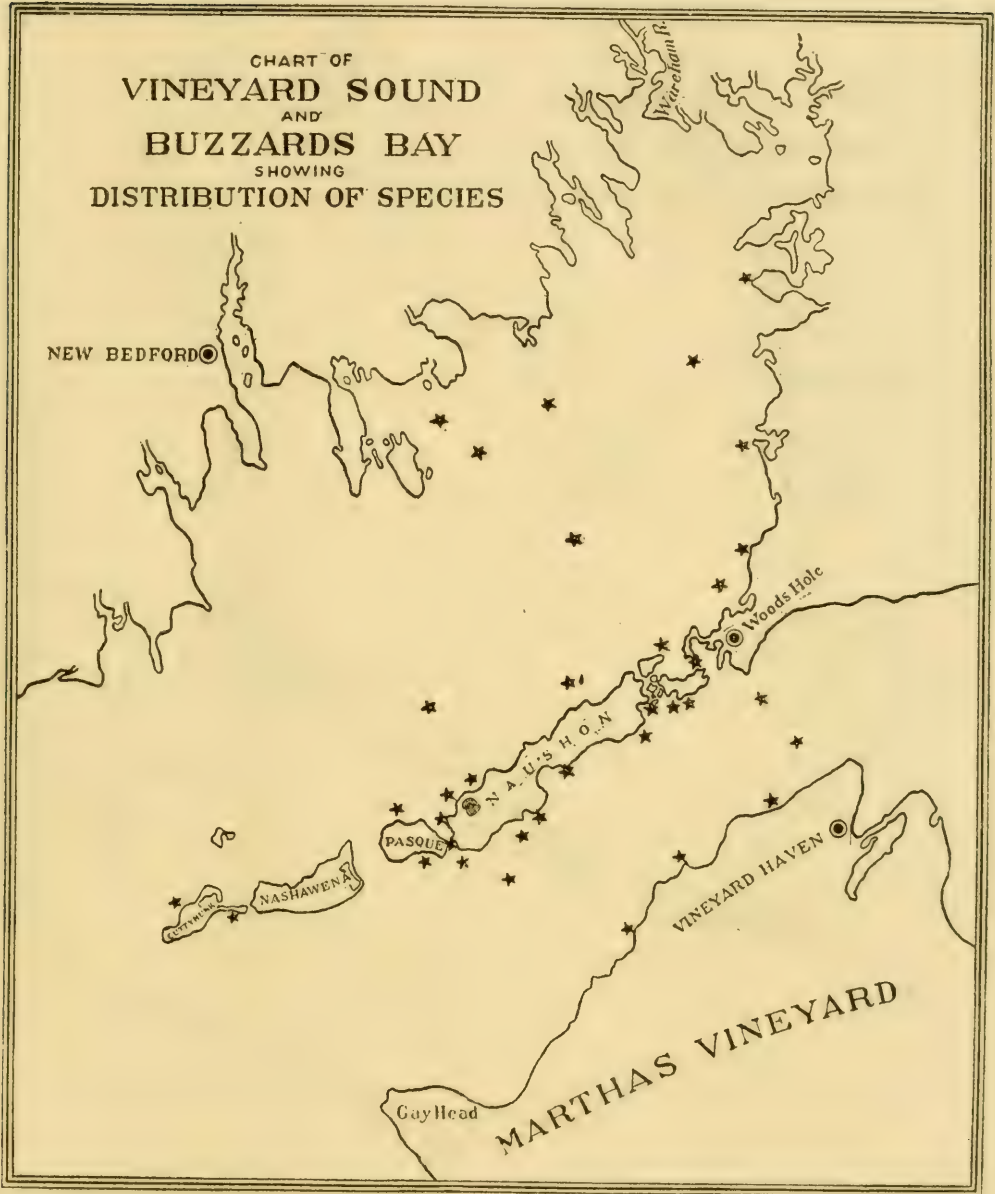 CHART OF
VINEYARD SOUND
AND
BUZZARDS BAY
SHOWING
DISTRIBUTION OF SPECIES
Wareham R.
NEW BEDFORD
Woods Hole
NAUSHON
PASQUE
NASHAWENA
CUTTYHUNK
VINEYARD HAVEN
MARTHAS VINEYARD
Gay Head